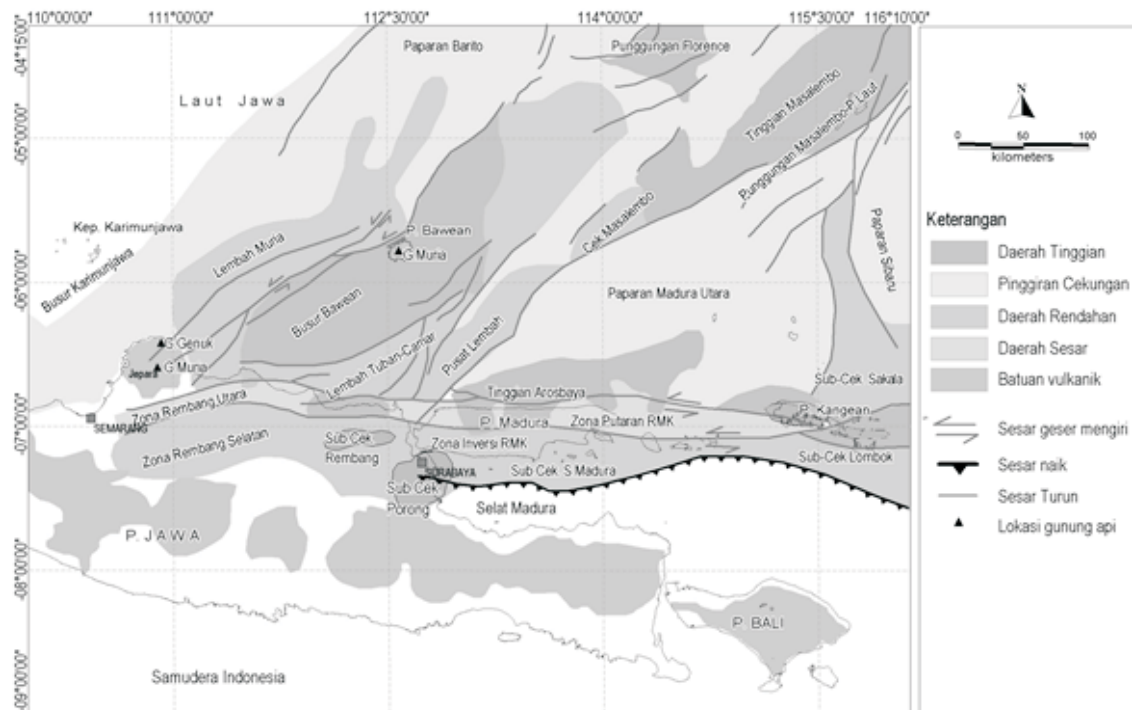 110°00'00"
111°00'00"
112°30'00"
114°00'00"
115°30'00"
116°10'00"
-04°15'00"
-05°00'00"
-06°00'00"
-07°00'00"
-08°00'00"
-09°00'00"
Paparan Barito
Punggungan Florence
Laut Jawa
Tinggian Masalembo
Punggungan Masalembo-P Laut
Kep. Karimunjawa
Lembah Muria
P. Bawean
G Muria
Cek Masalembo
Paparan Sibaru
Busur Karimunjawa
Busur Bawean
Paparan Madura Utara
G Genuk
G Muria
Jepara
Pusat Lembah
Lembah Tuban-Camar
Tinggian Arosbaya
Sub-Cek Sakala
SEMARANG
Zona Rembang Utara
P. Madura
Zona Putaran RMK
P. Kangean
Zona Rembang Selatan
Sub Cek
Rembang
Zona Inversi RMK
Sub-Cek Lombok
SURABAYA
Sub Cek S Madura
Sub Cek
Porong
Selat Madura
P. JAWA
P. BALI
Samudera Indonesia
N
0 50 100
kilometers
Keterangan
Daerah Tinggian
Pinggiran Cekungan
Daerah Rendahan
Daerah Sesar
Batuan vulkanik
Sesar geser mengiri
Sesar naik
Sesar Turun
Lokasi gunung api